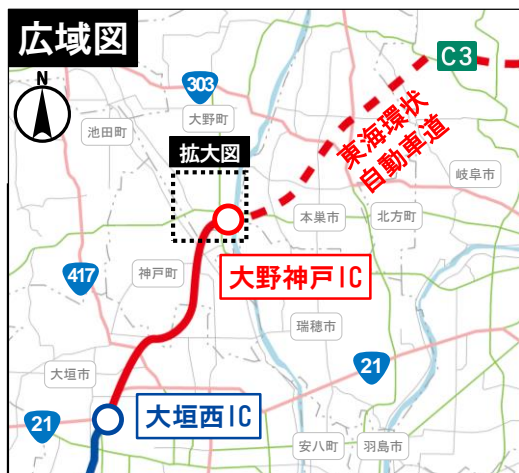 広域図
N
303
C3
大野町
池田町
東海環状
自動車道
拡大図
岐阜市
本巣市
北方町
417
神戸町
大野神戸IC
瑞穂市
大垣市
21
21
大垣西IC
安八町
羽島市